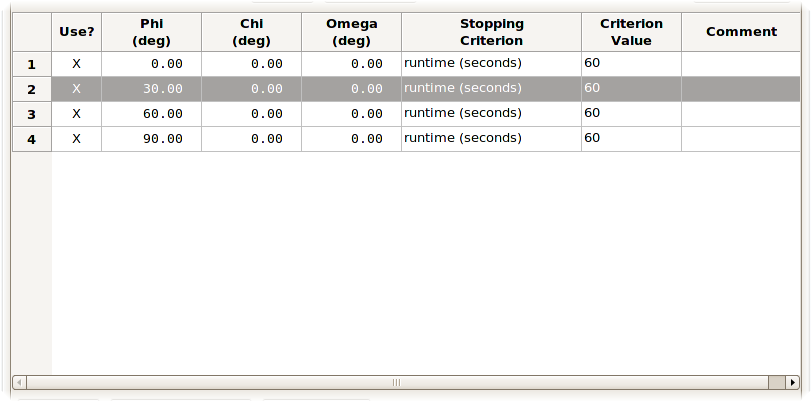 Use? Phi (deg) Chi (deg) Omega (deg) Stopping Criterion Criterion Value Comment
1 X 0.00 0.00 0.00 runtime (seconds) 60
2 X 30.00 0.00 0.00 runtime (seconds) 60
3 X 60.00 0.00 0.00 runtime (seconds) 60
4 X 90.00 0.00 0.00 runtime (seconds) 60